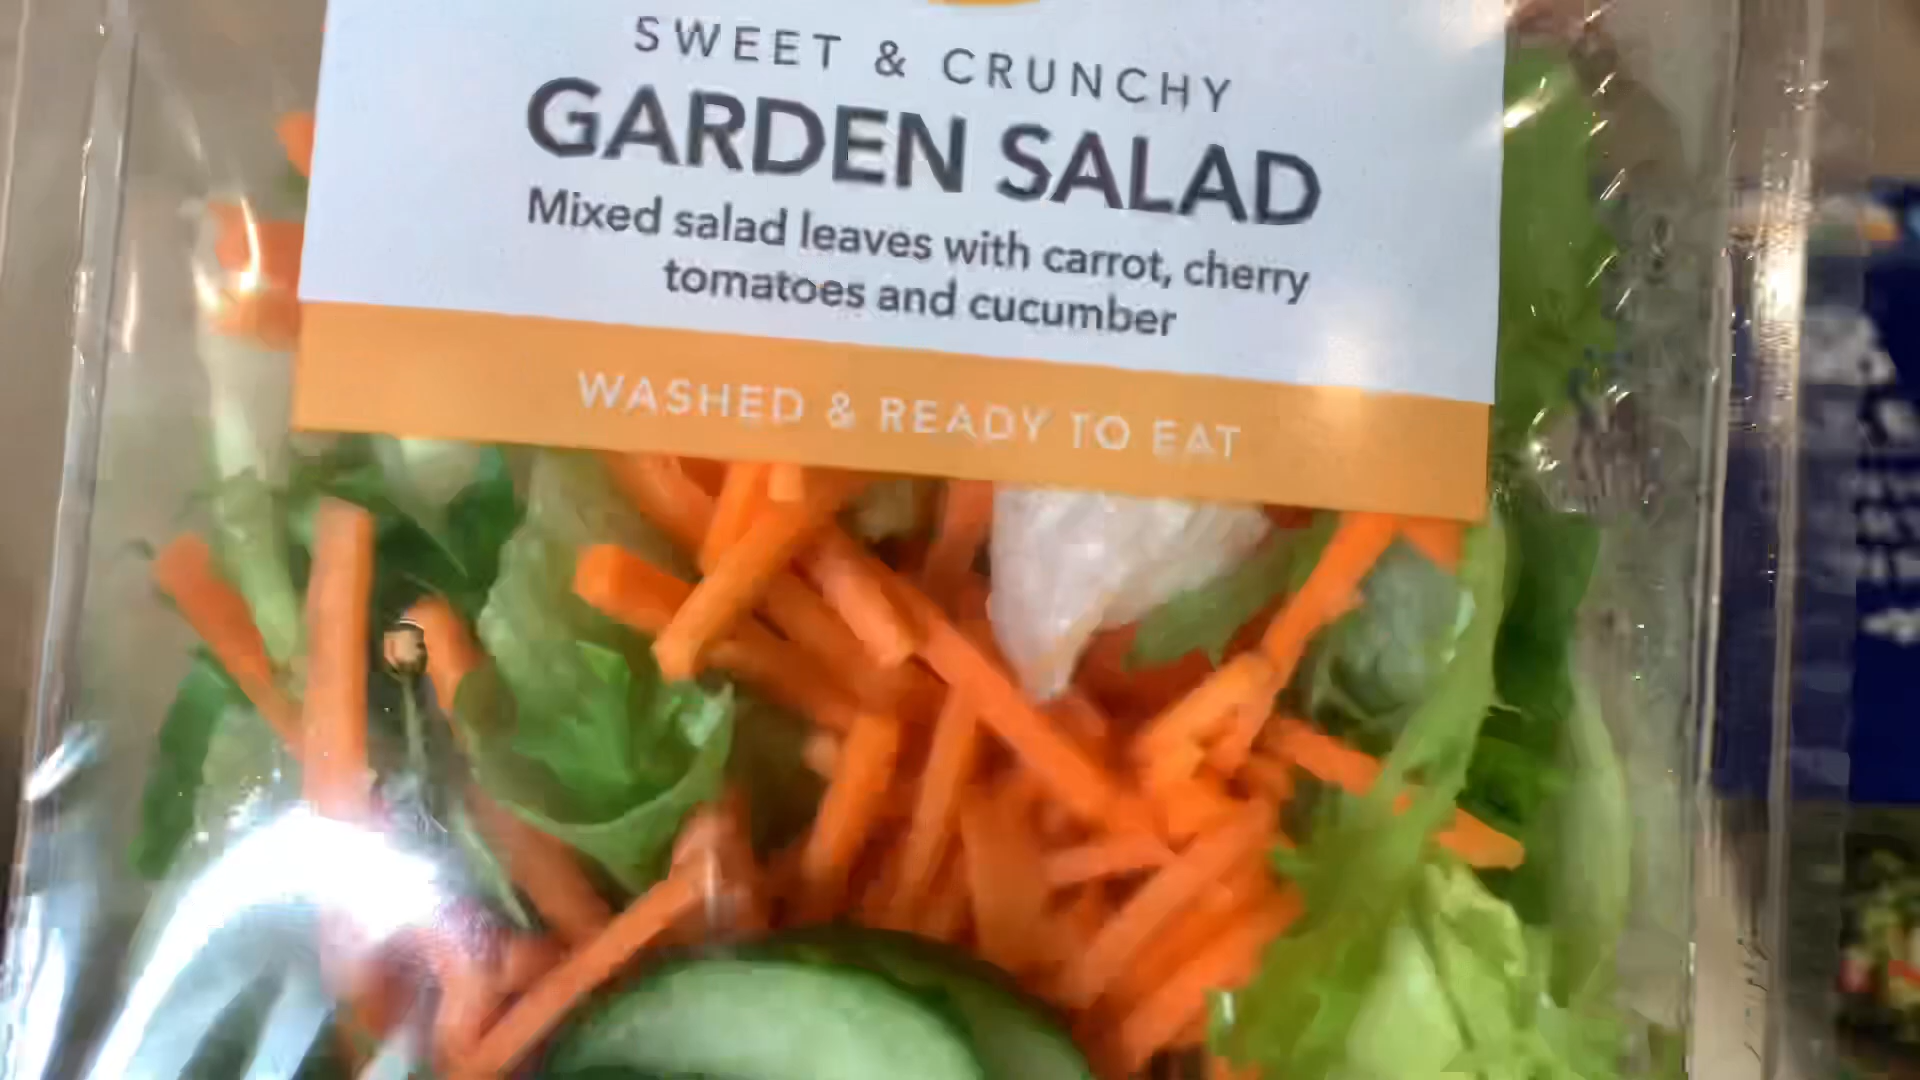 SWEET & CRUNCHY
GARDEN SALAD
Mixed salad leaves with carrot, cherry
tomatoes and cucumber
WASHED & READY TO EAT